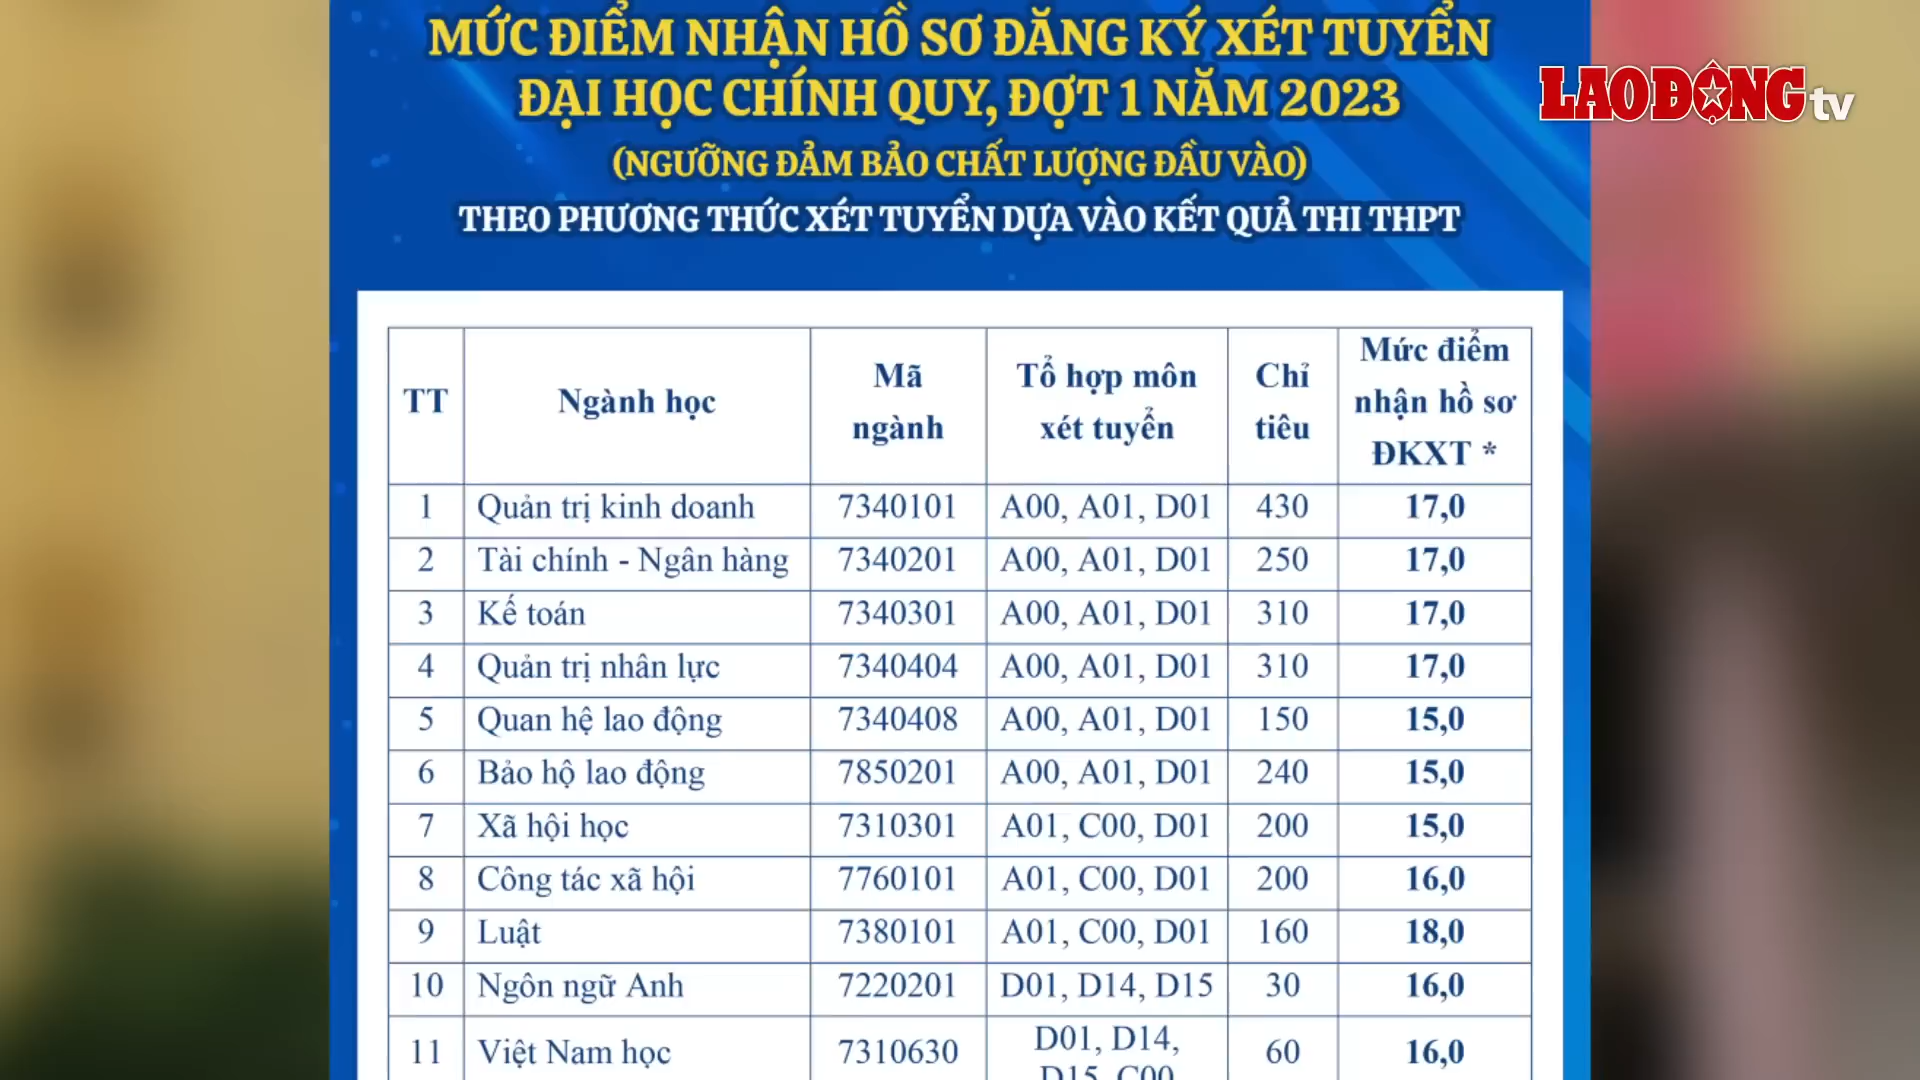 MỨC ĐIỂM NHẬN HỒ SƠ ĐĂNG KÝ XÉT TUYỂN
ĐẠI HỌC CHÍNH QUY, ĐỢT 1 NĂM 2023
(NGƯỠNG ĐẢM BẢO CHẤT LƯỢNG ĐẦU VÀO)
THEO PHƯƠNG THỨC XÉT TUYỂN DỰA VÀO KẾT QUẢ THI THPT
LAO ĐỘNG tv
TT Ngành học Mã ngành Tổ hợp môn xét tuyển Chỉ tiêu Mức điểm nhận hồ sơ ĐKXT *
1 Quản trị kinh doanh 7340101 A00, A01, D01 430 17,0
2 Tài chính - Ngân hàng 7340201 A00, A01, D01 250 17,0
3 Kế toán 7340301 A00, A01, D01 310 17,0
4 Quản trị nhân lực 7340404 A00, A01, D01 310 17,0
5 Quan hệ lao động 7340408 A00, A01, D01 150 15,0
6 Bảo hộ lao động 7850201 A00, A01, D01 240 15,0
7 Xã hội học 7310301 A01, C00, D01 200 15,0
8 Công tác xã hội 7760101 A01, C00, D01 200 16,0
9 Luật 7380101 A01, C00, D01 160 18,0
10 Ngôn ngữ Anh 7220201 D01, D14, D15 30 16,0
11 Việt Nam học 7310630 D01, D14, D15, C00 60 16,0